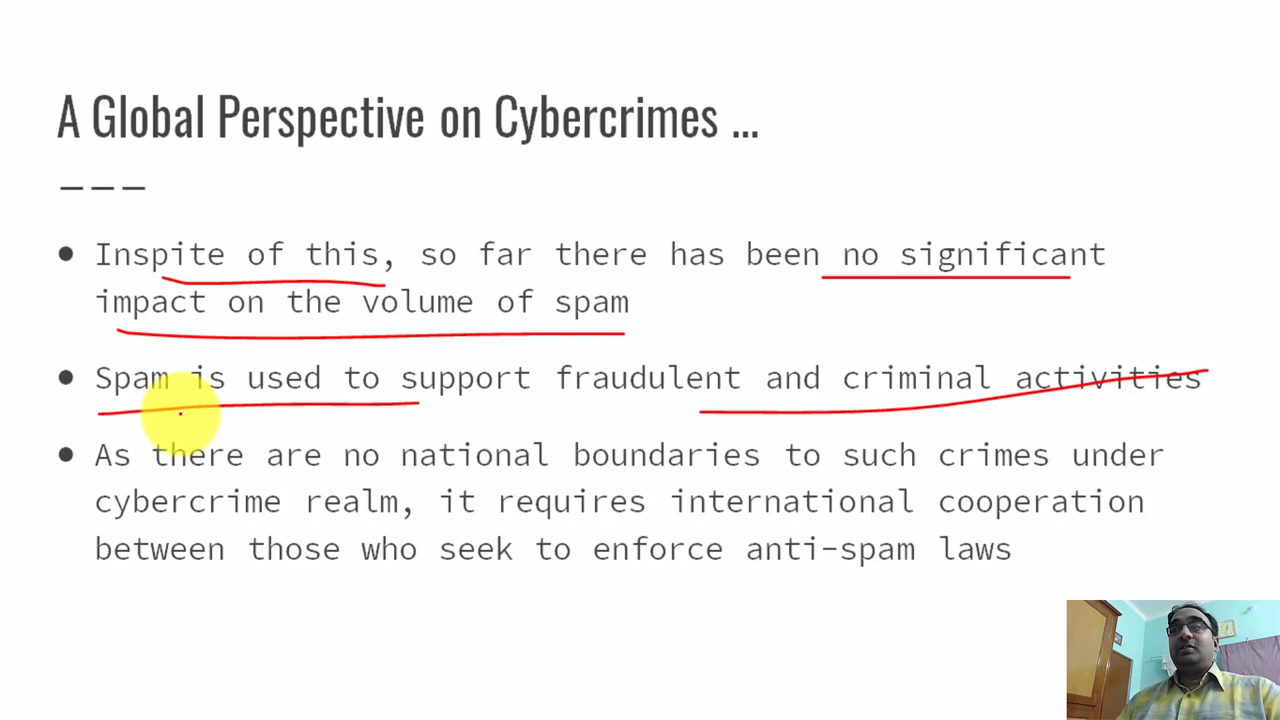 A Global Perspective on Cybercrimes ...
● Inspite of this, so far there has been no significant
impact on the volume of spam
● Spam is used to support fraudulent and criminal activities
● As there are no national boundaries to such crimes under
cybercrime realm, it requires international cooperation
between those who seek to enforce anti-spam laws